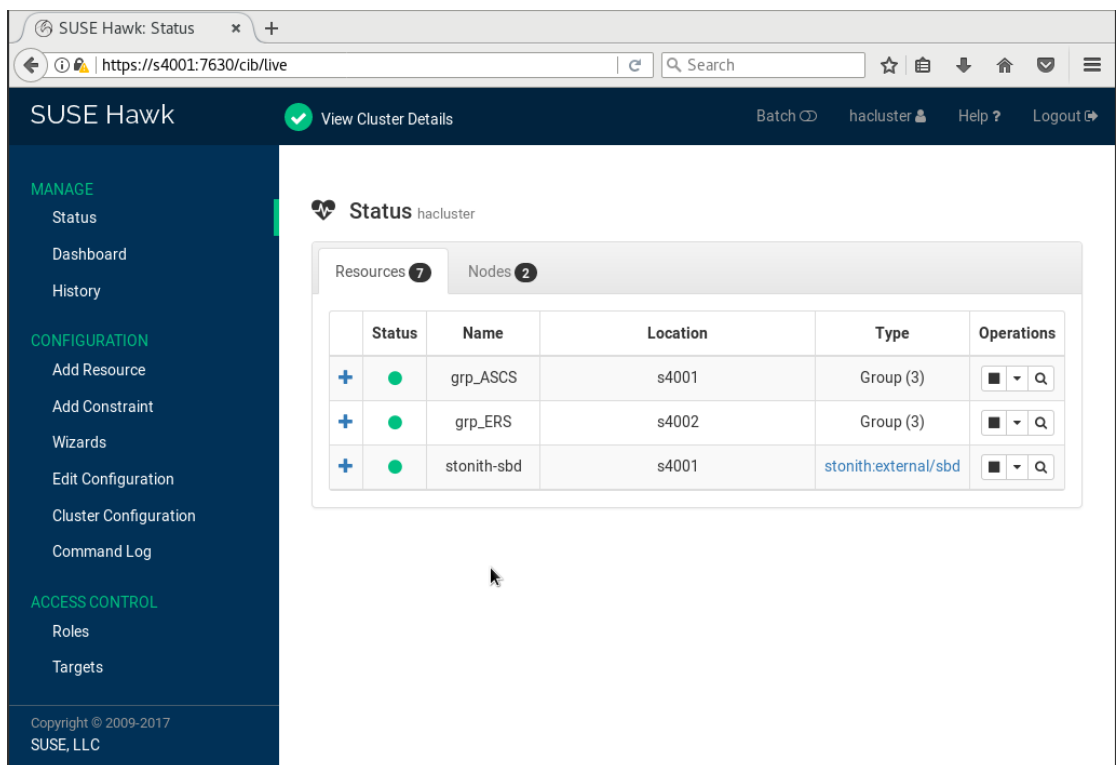 SUSE Hawk: Status
https://s4001:7630/cib/live
Search
SUSE Hawk
View Cluster Details
Batch
hacluster
Help ?
Logout
MANAGE
Status
Dashboard
History
CONFIGURATION
Add Resource
Add Constraint
Wizards
Edit Configuration
Cluster Configuration
Command Log
ACCESS CONTROL
Roles
Targets
Copyright © 2009-2017
SUSE, LLC
Status hacluster
Resources 7 Nodes 2
Status Name Location Type Operations
grp_ASCS s4001 Group (3)
grp_ERS s4002 Group (3)
stonith-sbd s4001 stonith:external/sbd